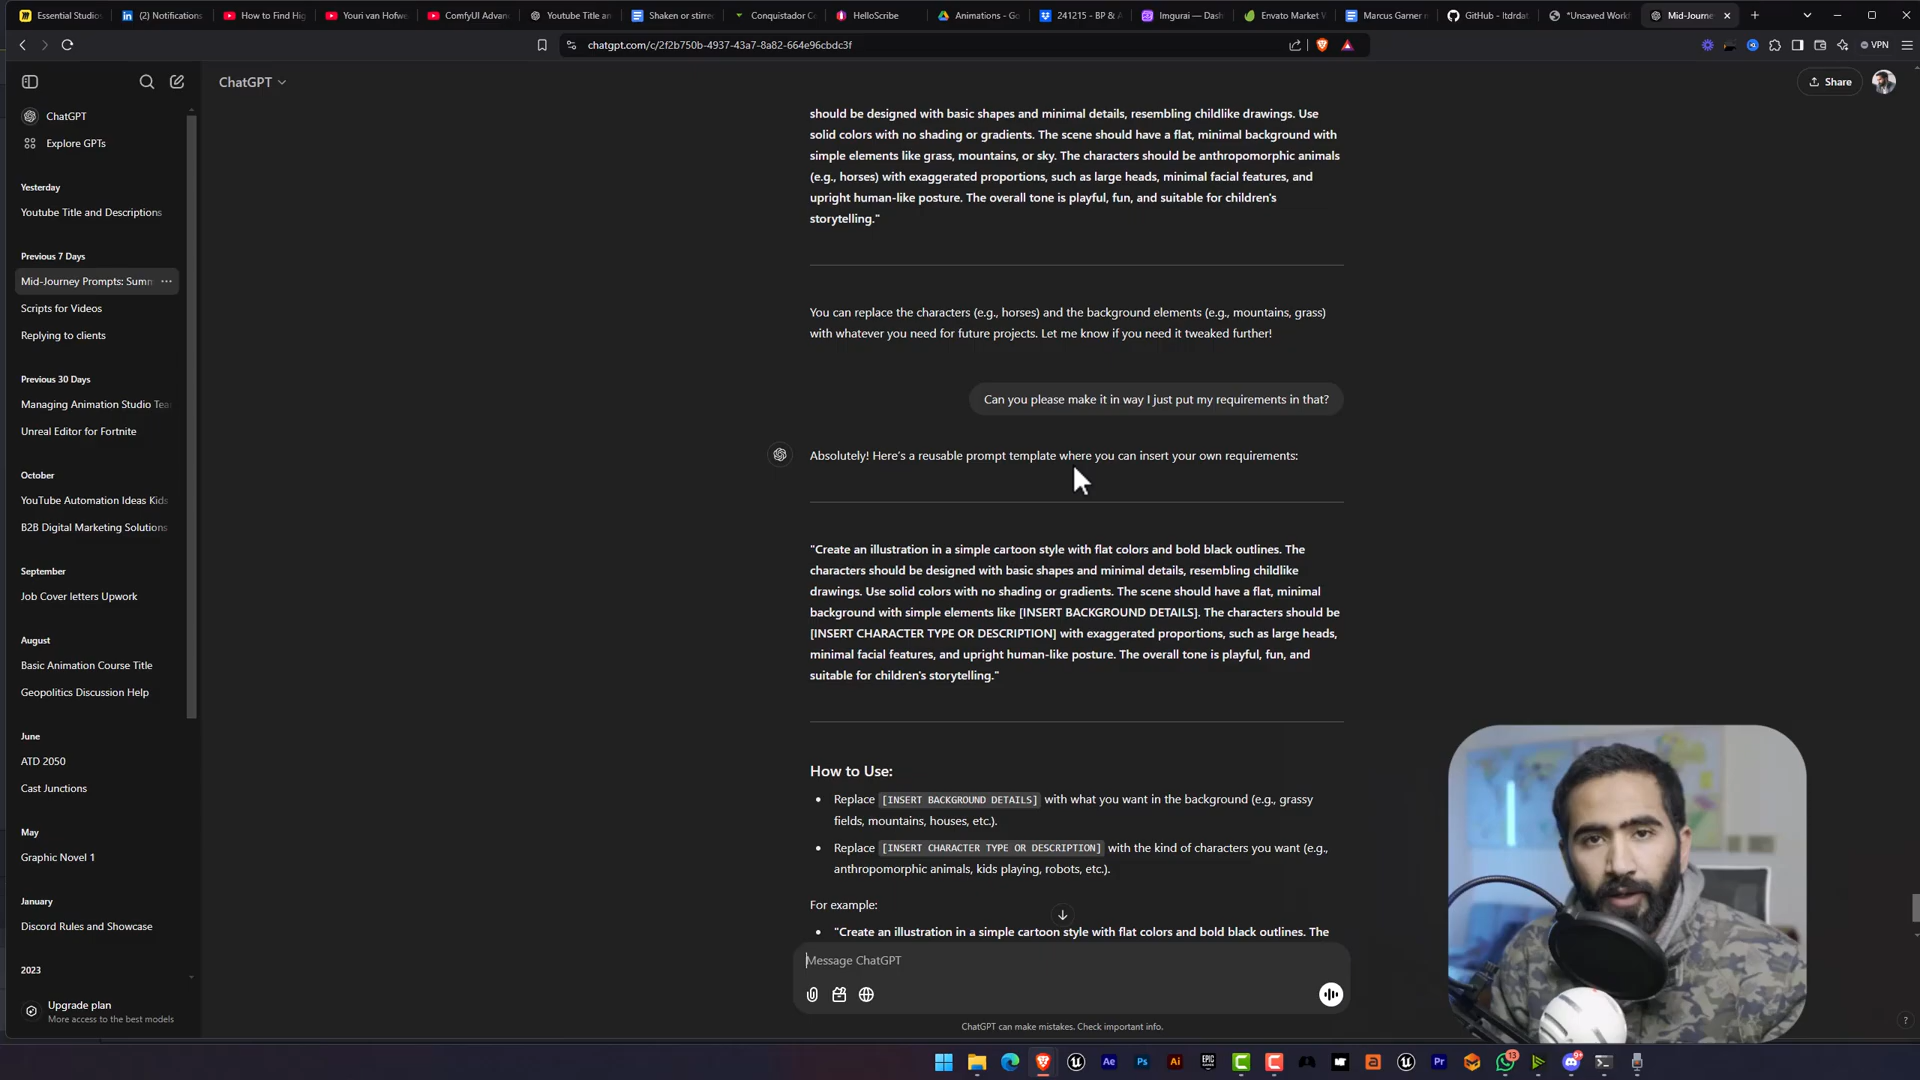 Essential Studios
(2) Notifications
How to Find Hig
Youri van Hofwe
ComfyUI Advan
Youtube Title an
Shaken or stirre
Conquistador C
HelloScribe
Animations - Go
241215 - BP & A
Imgurai — Dash
Envato Market W
Marcus Garner
GitHub - ltdrdat
*Unsaved Work
Mid-Journe
chatgpt.com/c/2f2b750b-4937-43a7-8a82-664e96cbdc3f
VPN
ChatGPT
Share
ChatGPT
Explore GPTs
Yesterday
Youtube Title and Descriptions
Previous 7 Days
Mid-Journey Prompts: Summ
Scripts for Videos
Replying to clients
Previous 30 Days
Managing Animation Studio Tea
Unreal Editor for Fortnite
October
YouTube Automation Ideas Kids
B2B Digital Marketing Solutions
September
Job Cover letters Upwork
August
Basic Animation Course Title
Geopolitics Discussion Help
June
ATD 2050
Cast Junctions
May
Graphic Novel 1
January
Discord Rules and Showcase
2023
Upgrade plan
More access to the best models
should be designed with basic shapes and minimal details, resembling childlike drawings. Use
solid colors with no shading or gradients. The scene should have a flat, minimal background with
simple elements like grass, mountains, or sky. The characters should be anthropomorphic animals
(e.g., horses) with exaggerated proportions, such as large heads, minimal facial features, and
upright human-like posture. The overall tone is playful, fun, and suitable for children's
storytelling."
You can replace the characters (e.g., horses) and the background elements (e.g., mountains, grass)
with whatever you need for future projects. Let me know if you need it tweaked further!
Can you please make it in way I just put my requirements in that?
Absolutely! Here's a reusable prompt template where you can insert your own requirements:
"Create an illustration in a simple cartoon style with flat colors and bold black outlines. The
characters should be designed with basic shapes and minimal details, resembling childlike
drawings. Use solid colors with no shading or gradients. The scene should have a flat, minimal
background with simple elements like [INSERT BACKGROUND DETAILS]. The characters should be
[INSERT CHARACTER TYPE OR DESCRIPTION] with exaggerated proportions, such as large heads,
minimal facial features, and upright human-like posture. The overall tone is playful, fun, and
suitable for children's storytelling."
How to Use:
• Replace [INSERT BACKGROUND DETAILS] with what you want in the background (e.g., grassy
fields, mountains, houses, etc.).
• Replace [INSERT CHARACTER TYPE OR DESCRIPTION] with the kind of characters you want (e.g.,
anthropomorphic animals, kids playing, robots, etc.).
For example:
• "Create an illustration in a simple cartoon style with flat colors and bold black outlines. The
Message ChatGPT
ChatGPT can make mistakes. Check important info.
?
Ae
Ps
Ai
EPIC GAMES
Pr
13
9+